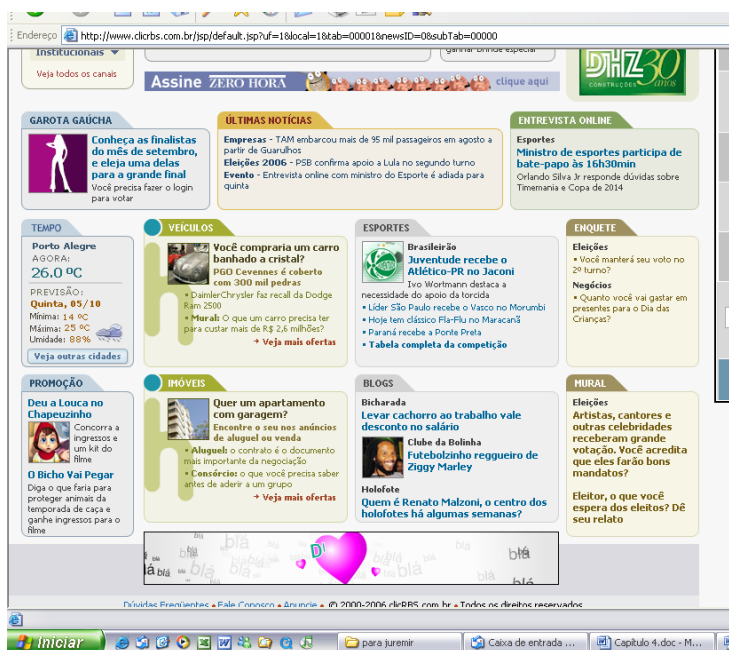 Endereço http://www.clicrbs.com.br/jsp/default.jsp?uf=1&local=1&tab=00001&newsID=0&subTab=00000
Institucionais
Veja todos os canais
ganhar brinde especial
Assine ZERO HORA clique aqui
DHZ 30
CONSTRUÇÕES anos
GAROTA GAÚCHA
Conheça as finalistas
do mês de setembro,
e eleja uma delas
para a grande final
Você precisa fazer o login
para votar
ÚLTIMAS NOTÍCIAS
Empresas - TAM embarcou mais de 95 mil passageiros em agosto a
partir de Guarulhos
Eleições 2006 - PSB confirma apoio a Lula no segundo turno
Evento - Entrevista online com ministro do Esporte é adiada para
quinta
ENTREVISTA ONLINE
Esportes
Ministro de esportes participa de
bate-papo às 16h30min
Orlando Silva Jr responde dúvidas sobre
Timemania e Copa de 2014
TEMPO
Porto Alegre
AGORA:
26.0 ºC
PREVISÃO:
Quinta, 05/10
Mínima: 14 ºC
Máxima: 25 ºC
Umidade: 88%
Veja outras cidades
VEÍCULOS
Você compraria um carro
banhado a cristal?
PGO Cevennes é coberto
com 300 mil pedras
▪ DaimlerChrysler faz recall da Dodge
Ram 2500
▪ Mural: O que um carro precisa ter
para custar mais de R$ 2,6 milhões?
➝ Veja mais ofertas
ESPORTES
Brasileirão
Juventude recebe o
Atlético-PR no Jaconi
Ivo Wortmann destaca a
necessidade do apoio da torcida
▪ Líder São Paulo recebe o Vasco no Morumbi
▪ Hoje tem clássico Fla-Flu no Maracanã
▪ Paraná recebe a Ponte Preta
▪ Tabela completa da competição
ENQUETE
Eleições
▪ Você manterá seu voto no
2º turno?
Negócios
▪ Quanto você vai gastar em
presentes para o Dia das
Crianças?
PROMOÇÃO
Deu a Louca no
Chapeuzinho
Concorra a
ingressos e
um kit do
filme
O Bicho Vai Pegar
Diga o que faria para
proteger animais da
temporada de caça e
ganhe ingressos para o
filme
IMÓVEIS
Quer um apartamento
com garagem?
Encontre o seu nos anúncios
de aluguel ou venda
▪ Aluguel: o contrato é o documento
mais importante da negociação
▪ Consórcio: o que você precisa saber
antes de aderir a um grupo
➝ Veja mais ofertas
BLOGS
Bicharada
Levar cachorro ao trabalho vale
desconto no salário
Clube da Bolinha
Futebolzinho reggueiro de
Ziggy Marley
Holofote
Quem é Renato Malzoni, o centro dos
holofotes há algumas semanas?
MURAL
Eleições
Artistas, cantores e
outras celebridades
receberam grande
votação. Você acredita
que eles farão bons
mandatos?
Eleitor, o que você
espera dos eleitos? Dê
seu relato
blá blá blá blá blá blá blá blá
Dúvidas Freqüentes ▪ Fale Conosco ▪ Anuncie ▪ © 2000-2006 clicRBS.com.br ▪ Todos os direitos reservados
Iniciar para juremir Caixa de entrada ... Capítulo 4.doc - M...